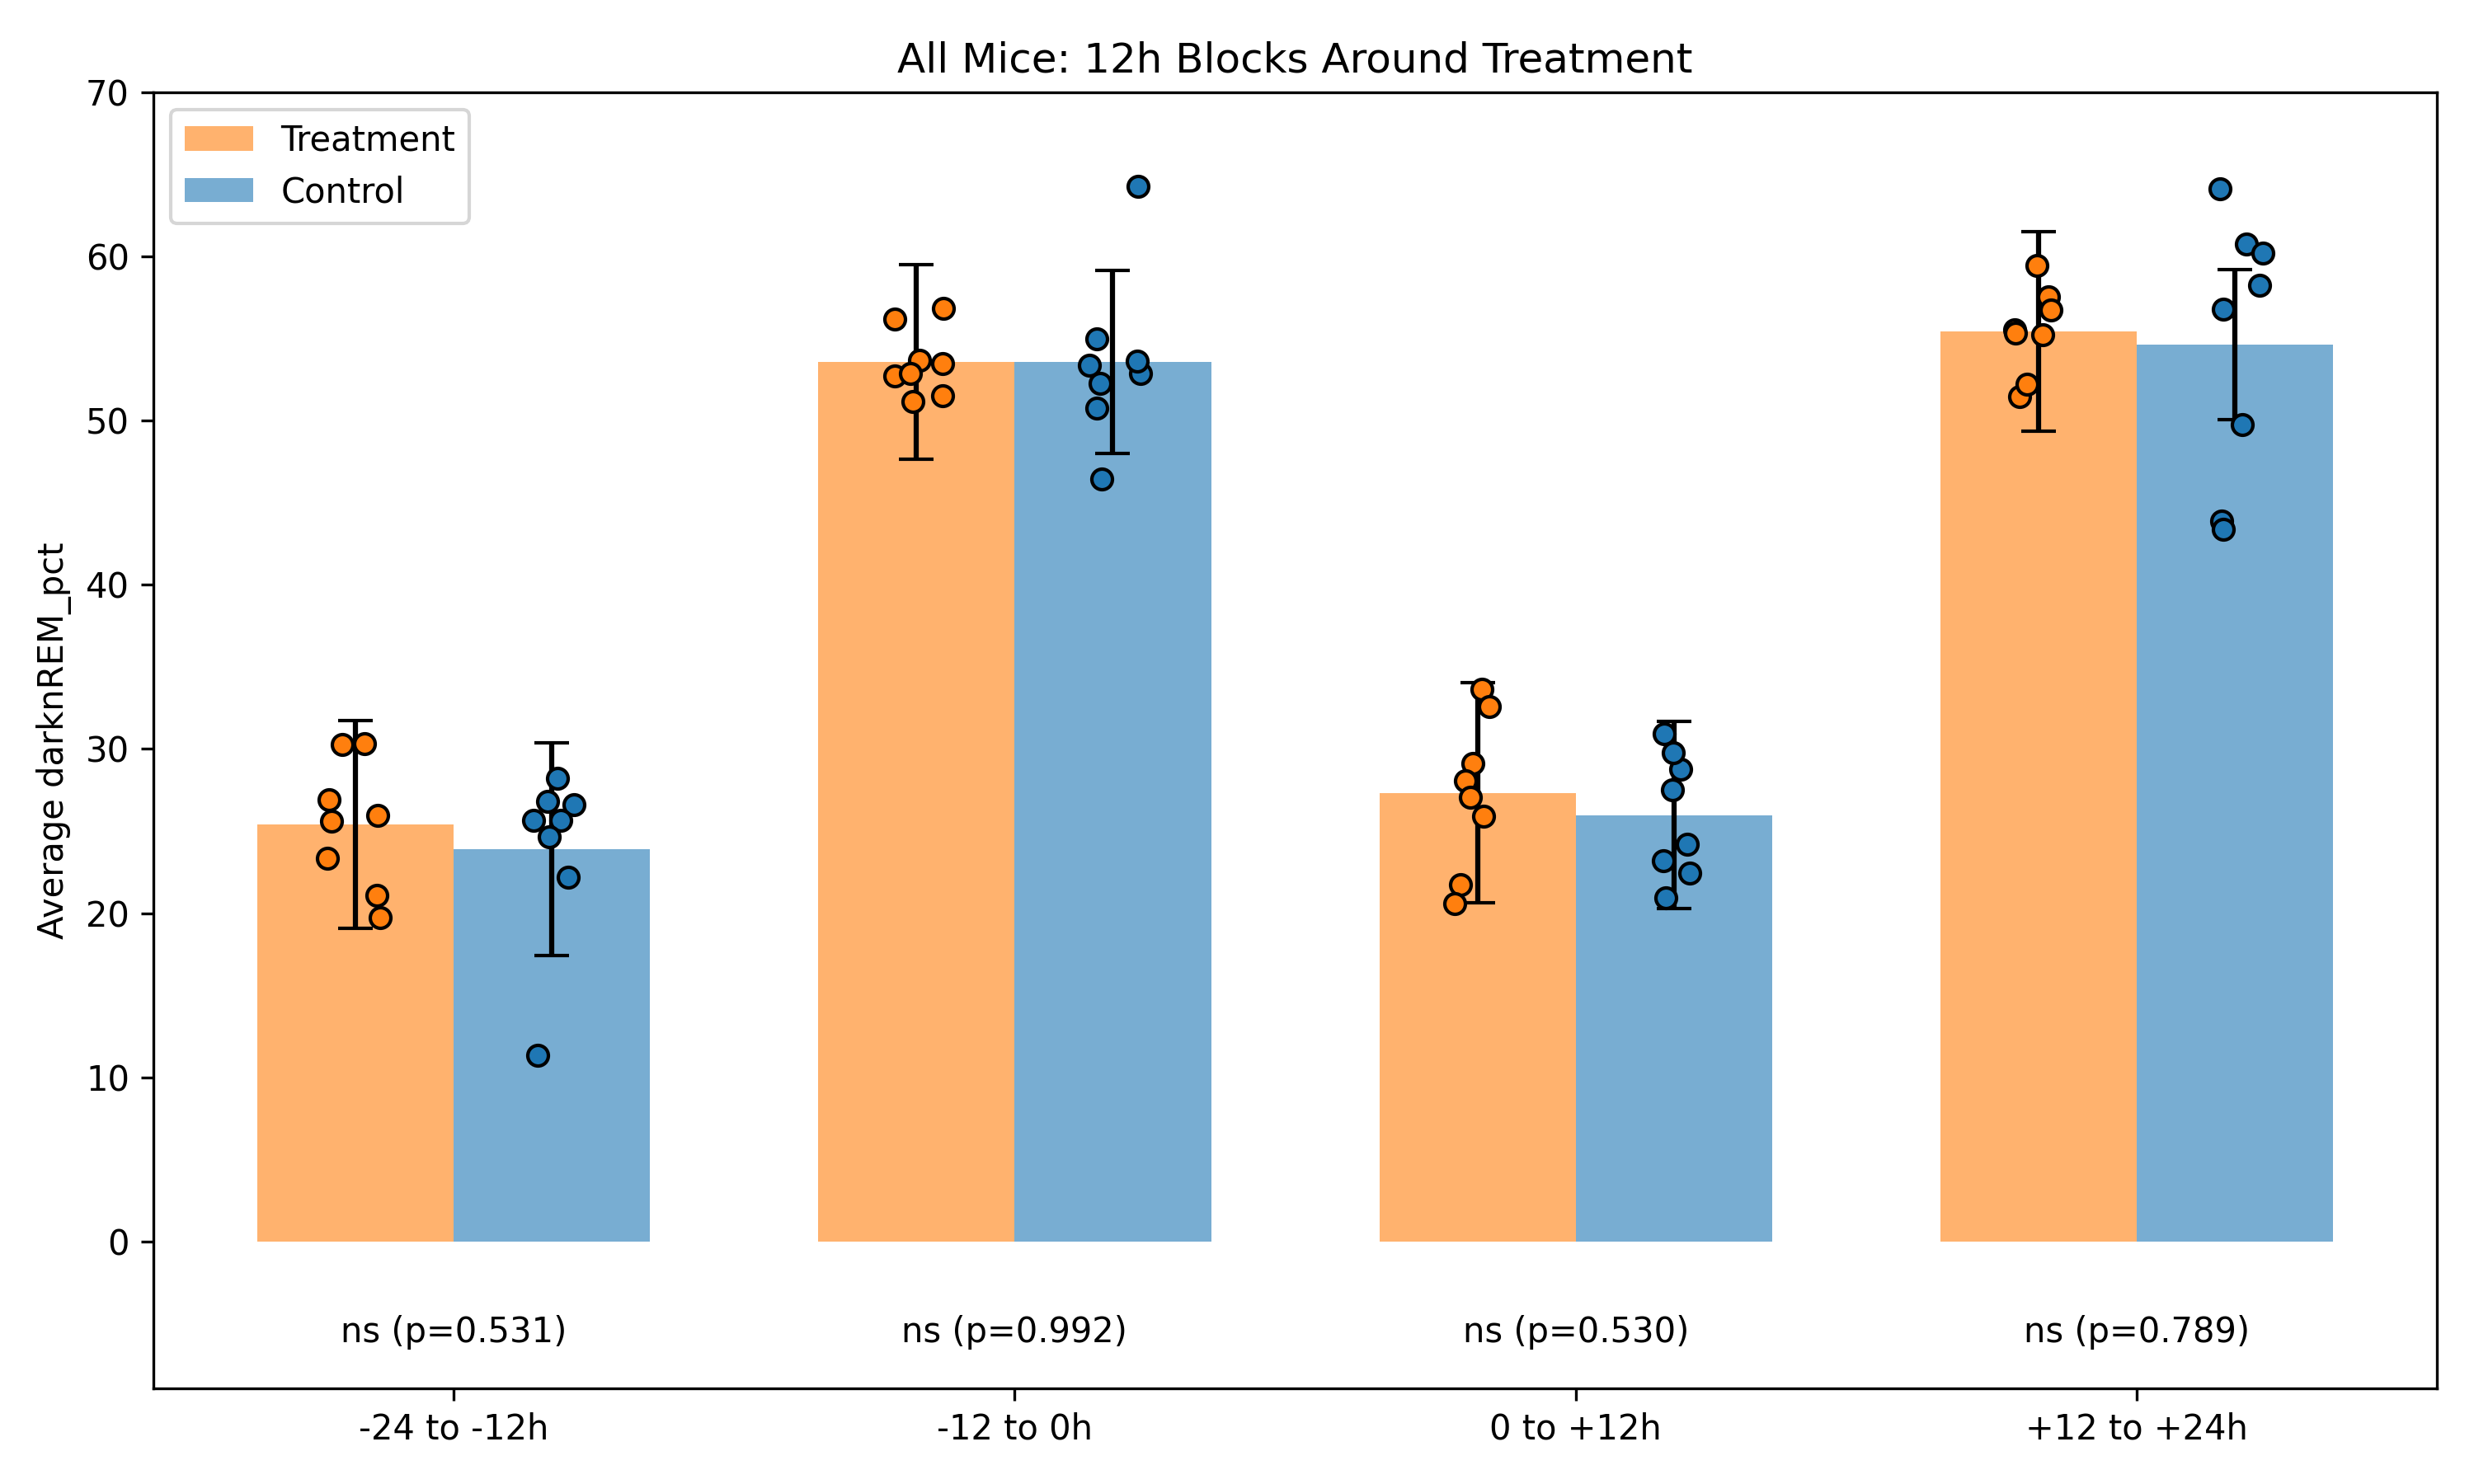 All Mice: 12h Blocks Around Treatment
Treatment
Control
Average darknREM_pct
70
60
50
40
30
20
10
0
ns (p=0.531)
ns (p=0.992)
ns (p=0.530)
ns (p=0.789)
-24 to -12h
-12 to 0h
0 to +12h
+12 to +24h